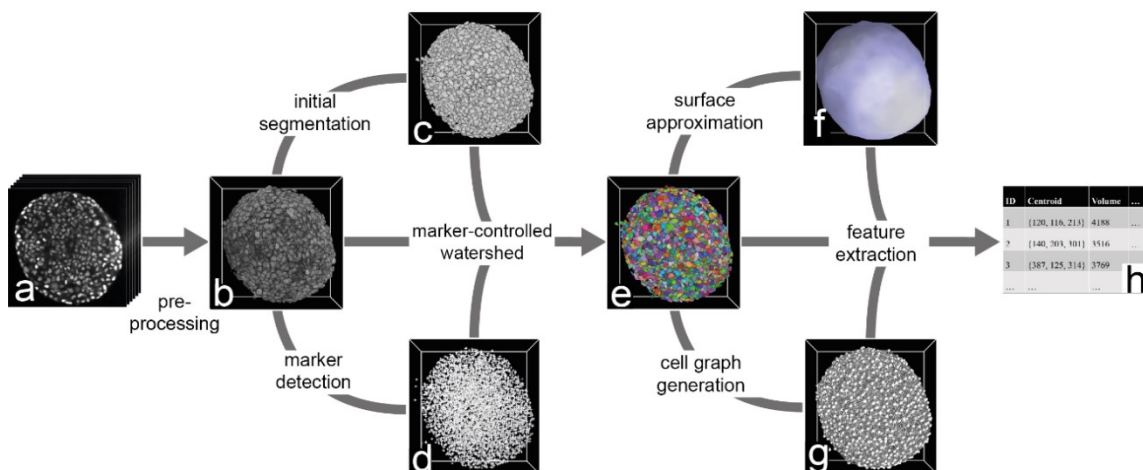 a
pre-
processing
b
initial
segmentation
c
marker
detection
d
marker-controlled
watershed
e
surface
approximation
f
cell graph
generation
g
feature
extraction
ID Centroid Volume ...
1 {120, 116, 213} 4188 ...
2 {140, 203, 301} 3516 ...
3 {387, 125, 314} 3769
... ... ...
h